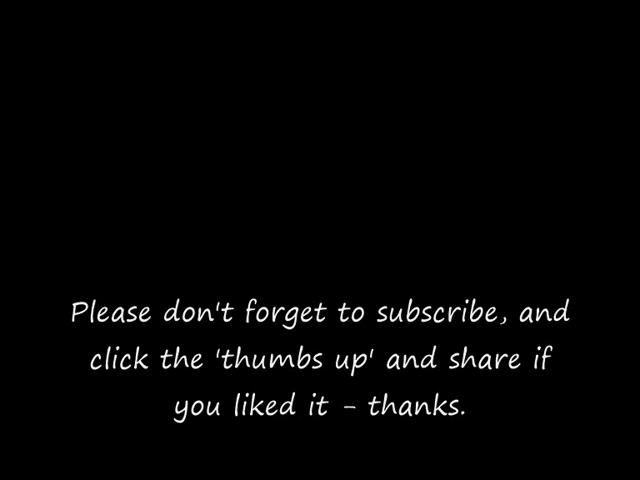 Please don't forget to subscribe, and
click the 'thumbs up' and share if
you liked it - thanks.